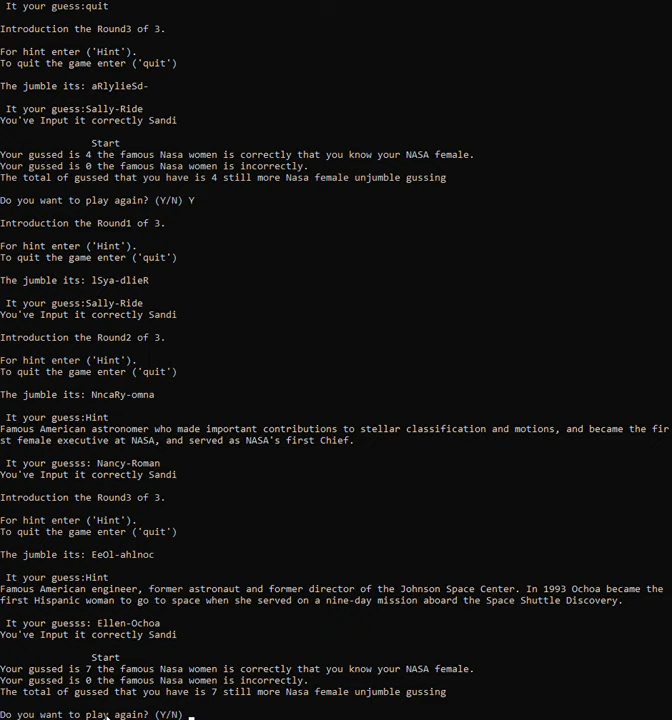 It your guess:quit
Introduction the Round3 of 3.
For hint enter ('Hint').
To quit the game enter ('quit')
The jumble its: aRlylieSd-
It your guess:Sally-Ride
You've Input it correctly Sandi
Start
Your gussed is 4 the famous Nasa women is correctly that you know your NASA female.
Your gussed is 0 the famous Nasa women is incorrectly.
The total of gussed that you have is 4 still more Nasa female unjumble gussing
Do you want to play again? (Y/N) Y
Introduction the Round1 of 3.
For hint enter ('Hint').
To quit the game enter ('quit')
The jumble its: lSya-dlieR
It your guess:Sally-Ride
You've Input it correctly Sandi
Introduction the Round2 of 3.
For hint enter ('Hint').
To quit the game enter ('quit')
The jumble its: NncaRy-omna
It your guess:Hint
Famous American astronomer who made important contributions to stellar classification and motions, and became the fir
st female executive at NASA, and served as NASA's first Chief.
It your guesss: Nancy-Roman
You've Input it correctly Sandi
Introduction the Round3 of 3.
For hint enter ('Hint').
To quit the game enter ('quit')
The jumble its: EeOl-ahlnoc
It your guess:Hint
Famous American engineer, former astronaut and former director of the Johnson Space Center. In 1993 Ochoa became the
first Hispanic woman to go to space when she served on a nine-day mission aboard the Space Shuttle Discovery.
It your guesss: Ellen-Ochoa
You've Input it correctly Sandi
Start
Your gussed is 7 the famous Nasa women is correctly that you know your NASA female.
Your gussed is 0 the famous Nasa women is incorrectly.
The total of gussed that you have is 7 still more Nasa female unjumble gussing
Do you want to play again? (Y/N)